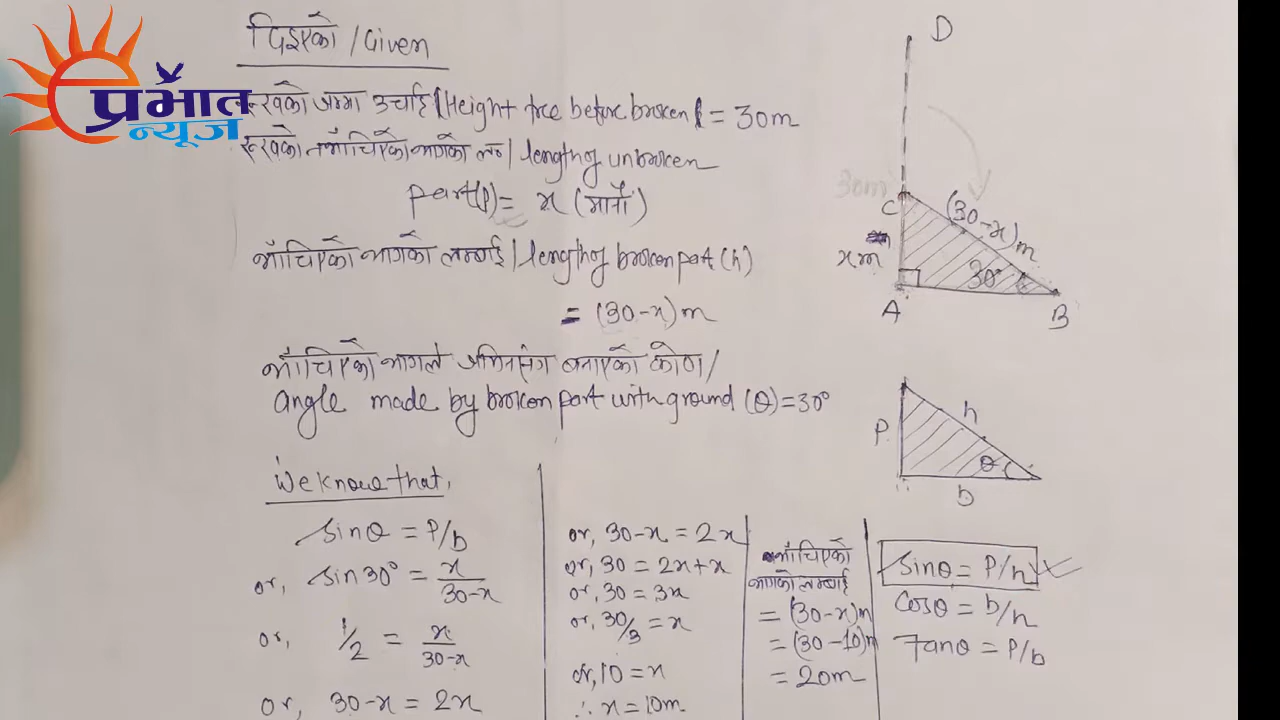 प्रभात
न्यूज
दिइएको / Given
रुखको जम्मा उचाई / Height tree before broken l = 30m
रुखको नभाँचिएको भागको ल० / length of unbroken
part(p) = x (मानौं)
भाँचिएको भागको लम्बाई / length of broken part (h)
= (30-x)m
भाँचिएको भागले जमिनसंग बनाएको कोण /
angle made by broken part with ground (θ) = 30°
We know that,
sinθ = P/b
or, sin30° = x/30-x
or, 1/2 = x/30-x
or, 30-x = 2x
or, 30-x = 2x
or, 30 = 2x+x
or, 30 = 3x
or, 30/3 = x
or, 10 = x
∴ x = 10m
भाँचिएको
भागको लम्बाई
= (30-x)m
= (30-10)m
= 20m
sinθ = P/h
cosθ = b/h
Tanθ = P/b
D
30m
C
(30-x)m
xm
30°
A
B
P
h
θ
b